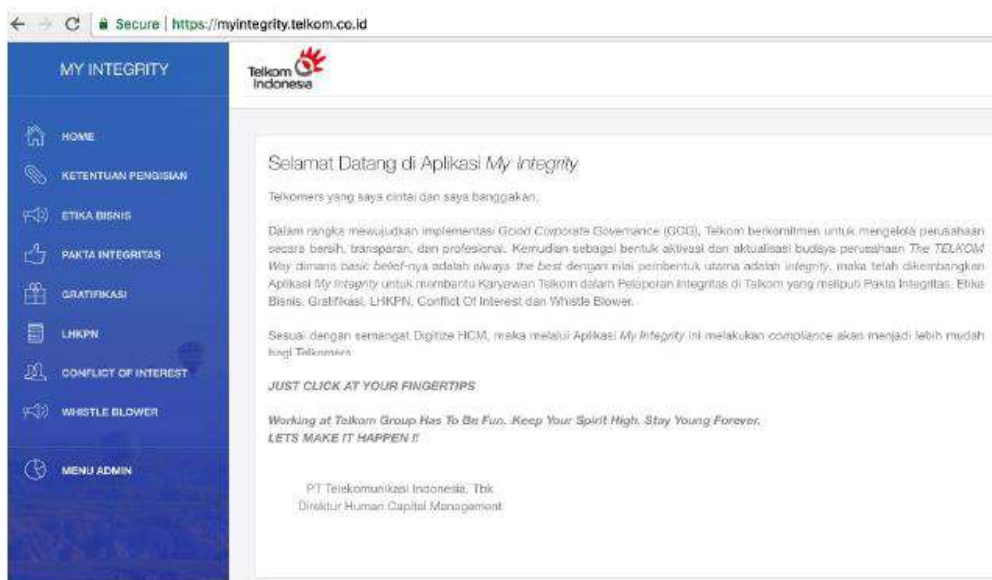 Secure | https://myintegrity.telkom.co.id
MY INTEGRITY
HOME
KETENTUAN PENGISIAN
ETIKA BISNIS
PAKTA INTEGRITAS
GRATIFIKASI
LHKPN
CONFLICT OF INTEREST
WHISTLE BLOWER
MENU ADMIN
Telkom
Indonesia
Selamat Datang di Aplikasi My Integrity
Telkomers yang saya cintai dan saya banggakan,
Dalam rangka mewujudkan implementasi Good Corporate Governance (GCG), Telkom berkomitmen untuk mengelola perusahaan
secara bersih, transparan, dan profesional. Kemudian sebagai bentuk aktivasi dan aktualisasi budaya perusahaan The TELKOM
Way dimana basic belief-nya adalah always the best dengan nilai pembentuk utama adalah integrity, maka telah dikembangkan
Aplikasi My Integrity untuk membantu Karyawan Telkom dalam Pelaporan Integritas di Telkom yang meliputi Pakta Integritas, Etika
Bisnis, Gratifikasi, LHKPN, Conflict Of Interest dan Whistle Blower.
Sesuai dengan semangat Digitize HCM, maka melalui Aplikasi My Integrity ini melakukan compliance akan menjadi lebih mudah
bagi Telkomers
JUST CLICK AT YOUR FINGERTIPS
Working at Telkom Group Has To Be Fun. Keep Your Spirit High. Stay Young Forever.
LETS MAKE IT HAPPEN !!
PT Telekomunikasi Indonesia, Tbk
Direktur Human Capital Management